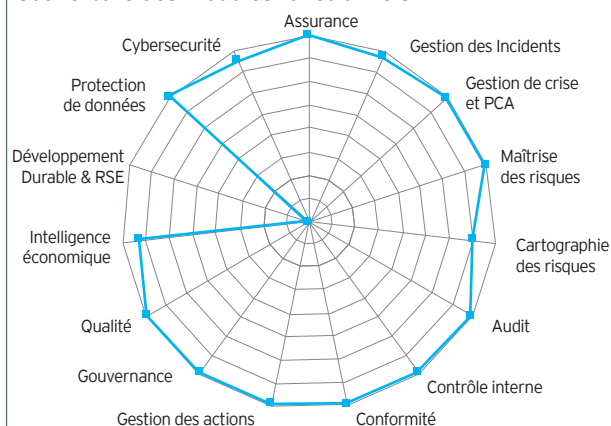 Assurance
Gestion des Incidents
Gestion de crise
et PCA
Maîtrise
des risques
Cartographie
des risques
Audit
Contrôle interne
Conformité
Gestion des actions
Gouvernance
Qualité
Intelligence
économique
Développement
Durable & RSE
Protection
de données
Cybersecurité